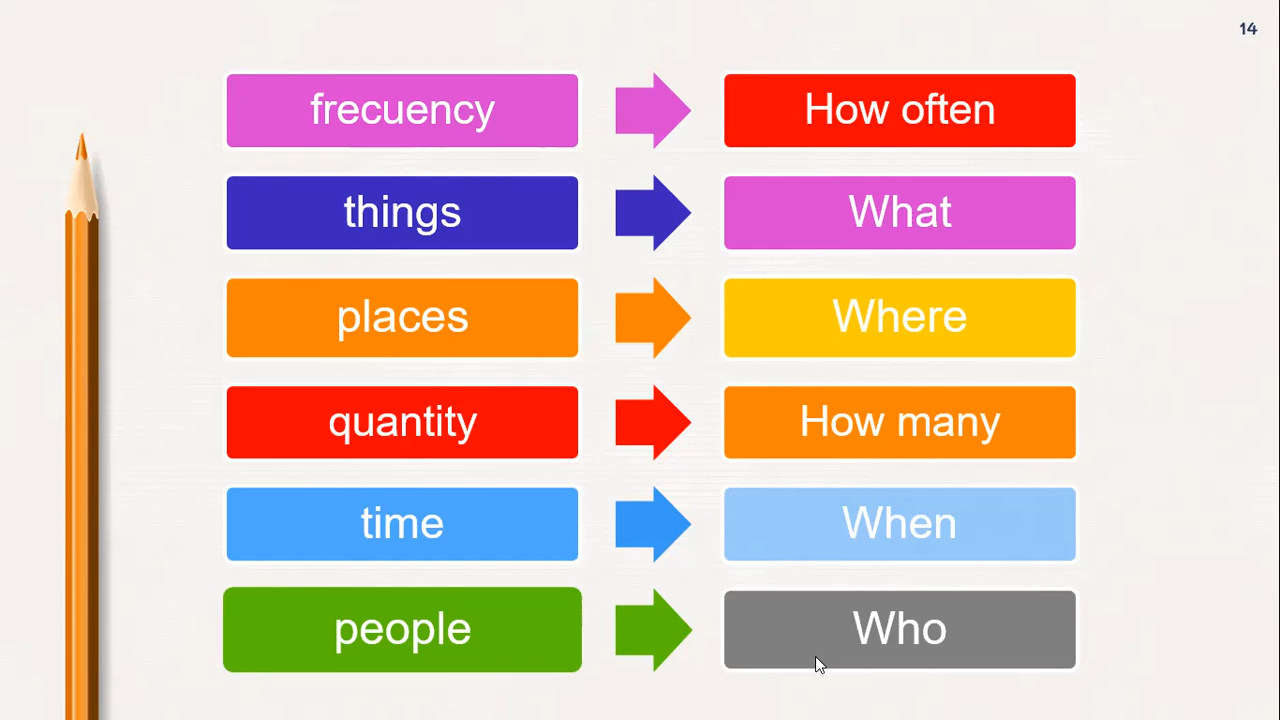 14
frecuency How often
things What
places Where
quantity How many
time When
people Who